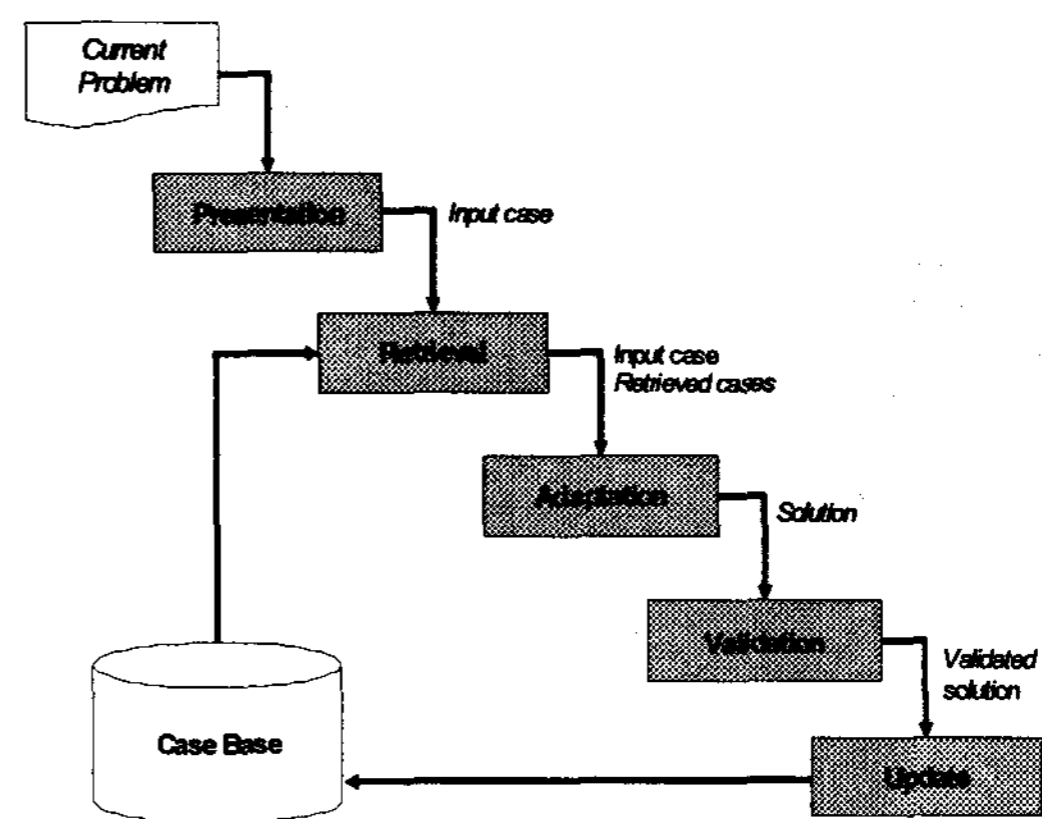 Current
Problem
Presentation
Input case
Retrieval
Input case
Retrieved cases
Adaptation
Solution
Validation
Validated
solution
Case Base
Update